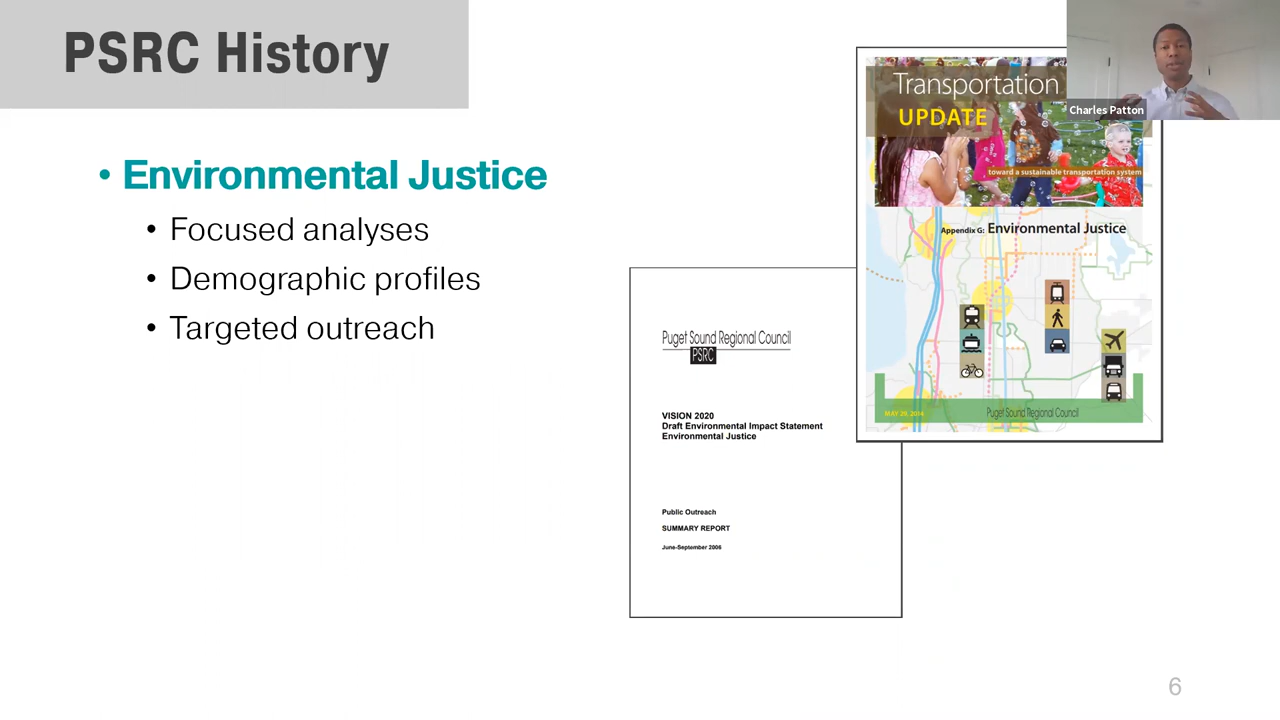 PSRC History
• Environmental Justice
• Focused analyses
• Demographic profiles
• Targeted outreach
Puget Sound Regional Council
PSRC
VISION 2020
Draft Environmental Impact Statement
Environmental Justice
Public Outreach
SUMMARY REPORT
June-September 2006
Transportation
UPDATE
toward a sustainable transportation system
Appendix G: Environmental Justice
MAY 29, 2014
Puget Sound Regional Council
Charles Patton
6